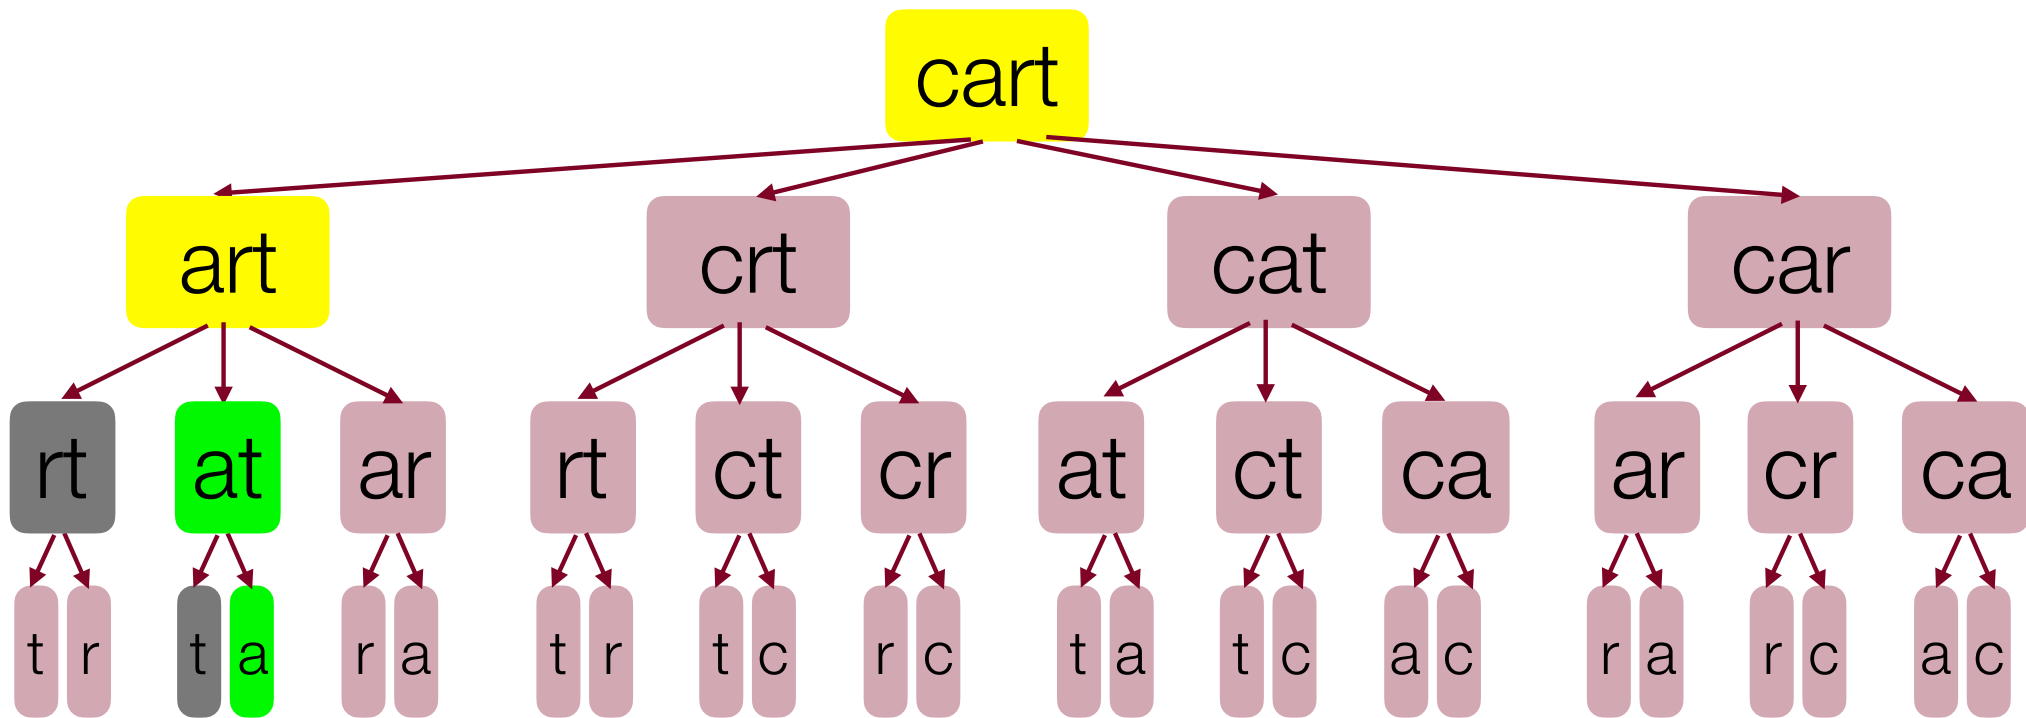 cart
art crt cat car
rt at ar rt ct cr at ct ca ar cr ca
t r t a r a t r t c r c t a t c a c r a r c a c